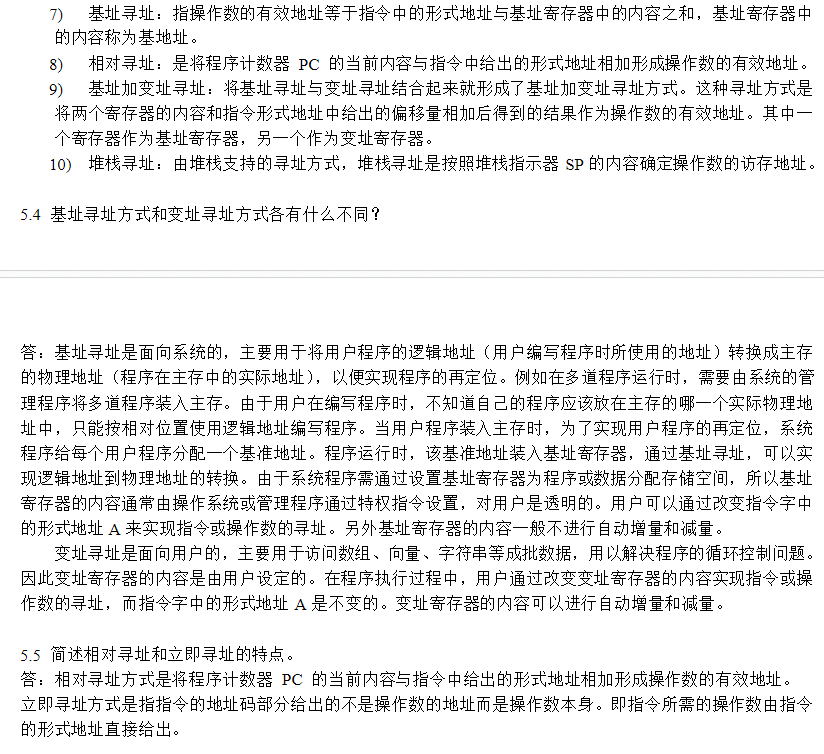 7) 基址寻址：指操作数的有效地址等于指令中的形式地址与基址寄存器中的内容之和，基址寄存器中
的内容称为基地址。
8) 相对寻址：是将程序计数器 PC 的当前内容与指令中给出的形式地址相加形成操作数的有效地址。
9) 基址加变址寻址：将基址寻址与变址寻址结合起来就形成了基址加变址寻址方式。这种寻址方式是
将两个寄存器的内容和指令形式地址中给出的偏移量相加后得到的结果作为操作数的有效地址。其中一
个寄存器作为基址寄存器，另一个作为变址寄存器。
10) 堆栈寻址：由堆栈支持的寻址方式，堆栈寻址是按照堆栈指示器 SP 的内容确定操作数的访存地址。
5.4 基址寻址方式和变址寻址方式各有什么不同？
答：基址寻址是面向系统的，主要用于将用户程序的逻辑地址（用户编写程序时所使用的地址）转换成主存
的物理地址（程序在主存中的实际地址），以便实现程序的再定位。例如在多道程序运行时，需要由系统的管
理程序将多道程序装入主存。由于用户在编写程序时，不知道自己的程序应该放在主存的哪一个实际物理地
址中，只能按相对位置使用逻辑地址编写程序。当用户程序装入主存时，为了实现用户程序的再定位，系统
程序给每个用户程序分配一个基准地址。程序运行时，该基准地址装入基址寄存器，通过基址寻址，可以实
现逻辑地址到物理地址的转换。由于系统程序需通过设置基址寄存器为程序或数据分配存储空间，所以基址
寄存器的内容通常由操作系统或管理程序通过特权指令设置，对用户是透明的。用户可以通过改变指令字中
的形式地址 A 来实现指令或操作数的寻址。另外基址寄存器的内容一般不进行自动增量和减量。
变址寻址是面向用户的，主要用于访问数组、向量、字符串等成批数据，用以解决程序的循环控制问题。
因此变址寄存器的内容是由用户设定的。在程序执行过程中，用户通过改变变址寄存器的内容实现指令或操
作数的寻址，而指令字中的形式地址 A 是不变的。变址寄存器的内容可以进行自动增量和减量。
5.5 简述相对寻址和立即寻址的特点。
答：相对寻址方式是将程序计数器 PC 的当前内容与指令中给出的形式地址相加形成操作数的有效地址。
立即寻址方式是指指令的地址码部分给出的不是操作数的地址而是操作数本身。即指令所需的操作数由指令
的形式地址直接给出。